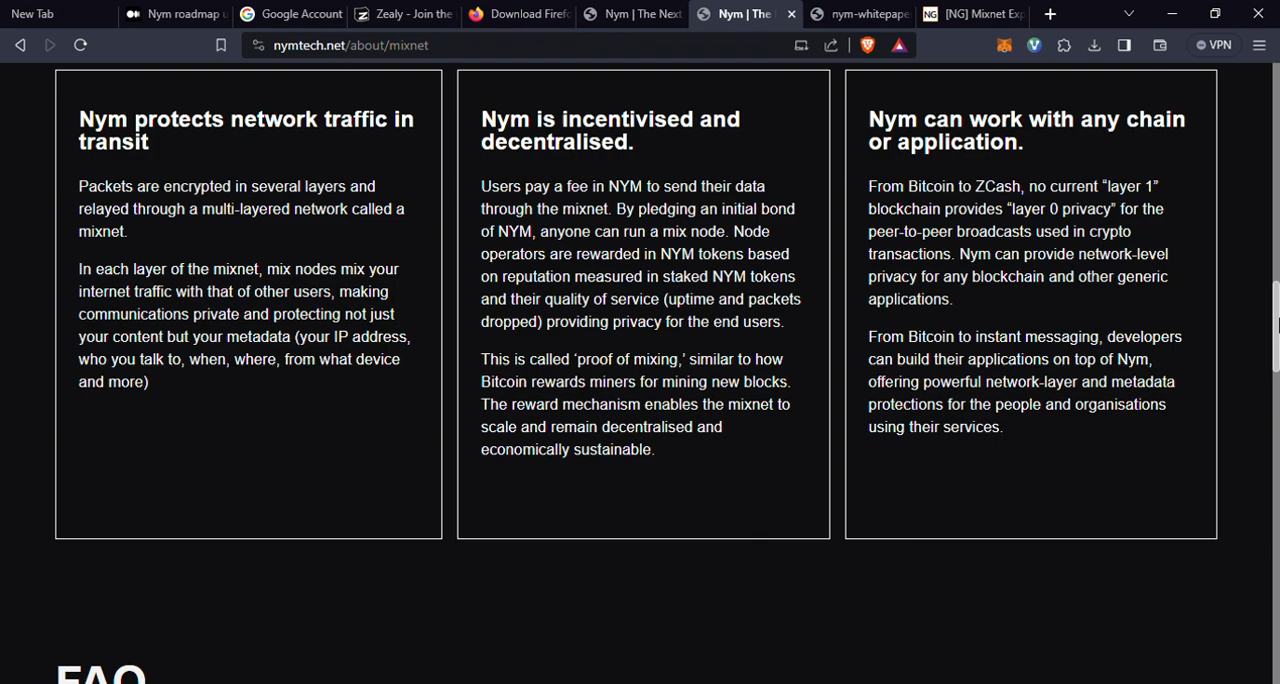 New Tab
Nym roadmap u
Google Account
Zealy - Join the
Download Firefo
Nym | The Next
Nym | The
nym-whitepape
NG [NG] Mixnet Exp
nymtech.net/about/mixnet
VPN
Nym protects network traffic in
transit
Packets are encrypted in several layers and
relayed through a multi-layered network called a
mixnet.
In each layer of the mixnet, mix nodes mix your
internet traffic with that of other users, making
communications private and protecting not just
your content but your metadata (your IP address,
who you talk to, when, where, from what device
and more)
Nym is incentivised and
decentralised.
Users pay a fee in NYM to send their data
through the mixnet. By pledging an initial bond
of NYM, anyone can run a mix node. Node
operators are rewarded in NYM tokens based
on reputation measured in staked NYM tokens
and their quality of service (uptime and packets
dropped) providing privacy for the end users.
This is called ‘proof of mixing,’ similar to how
Bitcoin rewards miners for mining new blocks.
The reward mechanism enables the mixnet to
scale and remain decentralised and
economically sustainable.
Nym can work with any chain
or application.
From Bitcoin to ZCash, no current “layer 1”
blockchain provides “layer 0 privacy” for the
peer-to-peer broadcasts used in crypto
transactions. Nym can provide network-level
privacy for any blockchain and other generic
applications.
From Bitcoin to instant messaging, developers
can build their applications on top of Nym,
offering powerful network-layer and metadata
protections for the people and organisations
using their services.
FAQ